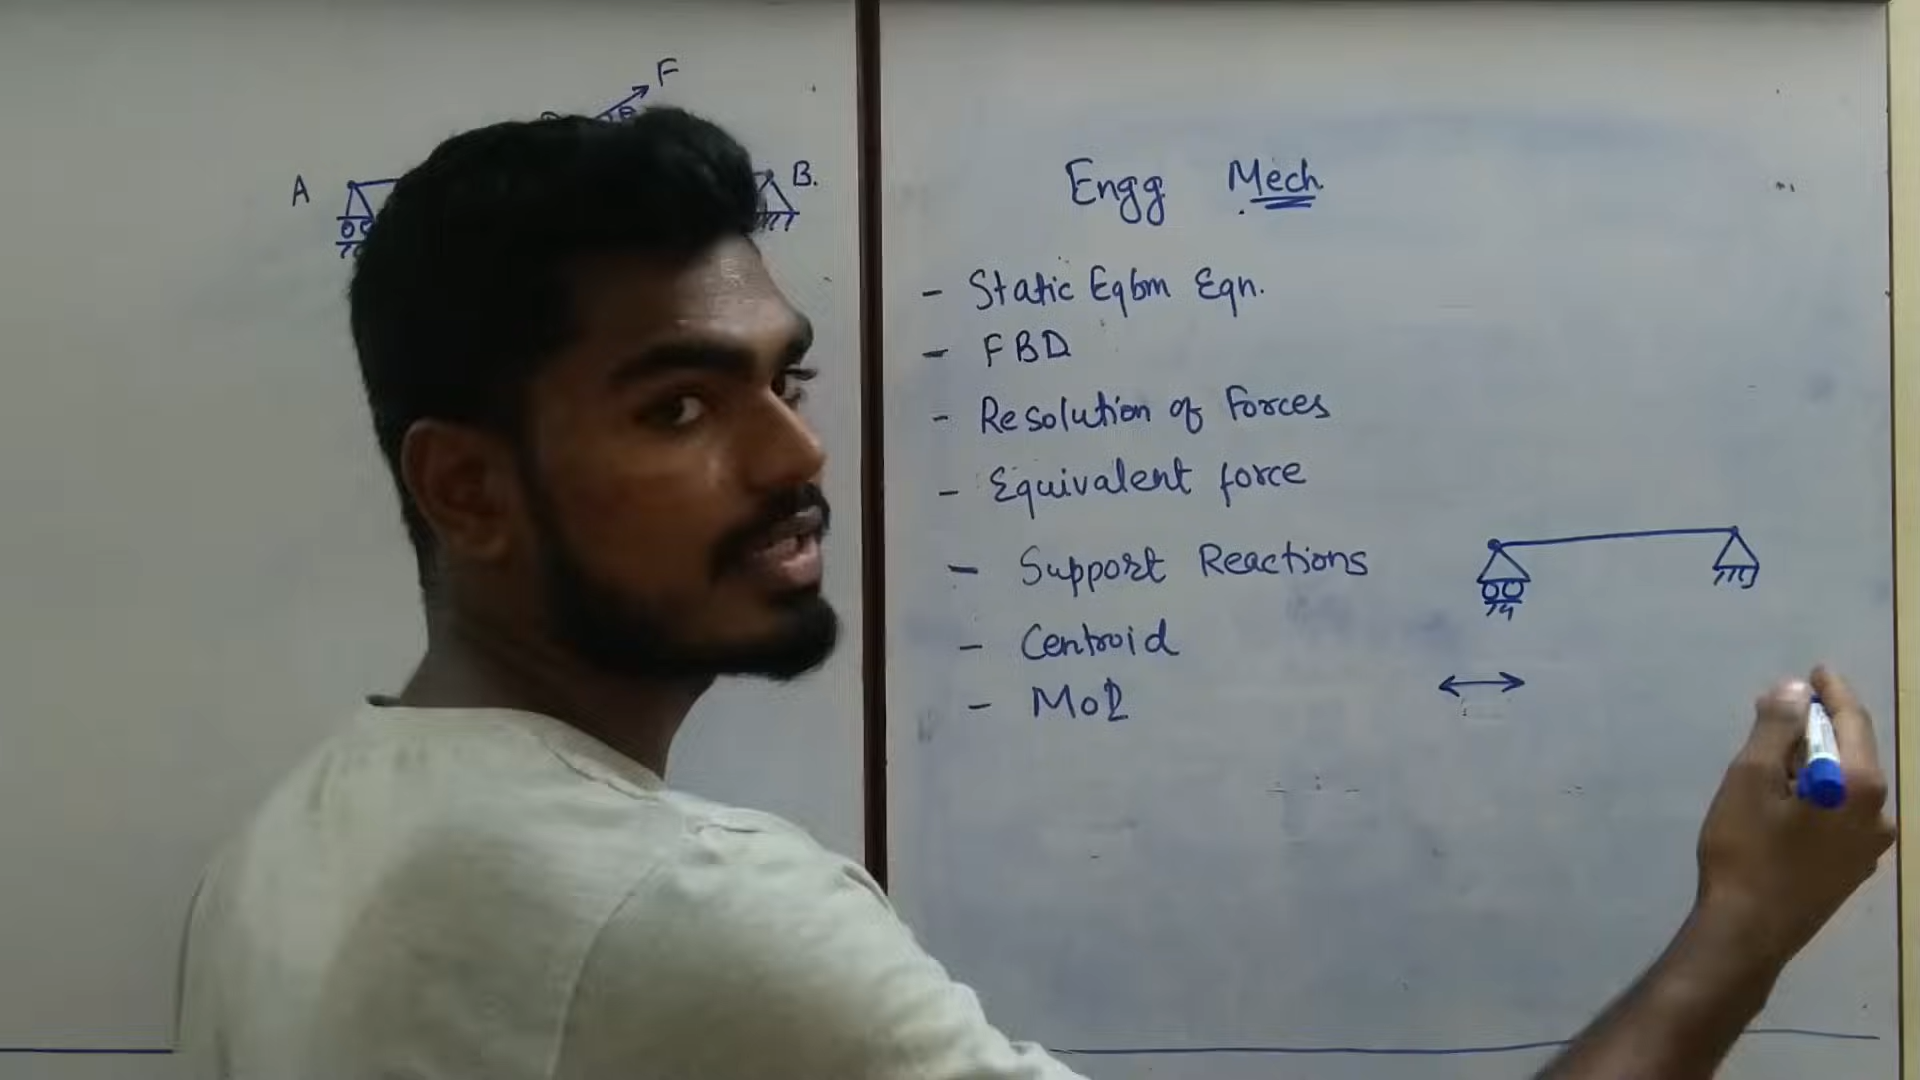 F
θ
A
B.
Engg Mech
- Static Eqbm Eqn.
- FBD
- Resolution of forces
- Equivalent force
- Support Reactions
- Centroid
- MoI